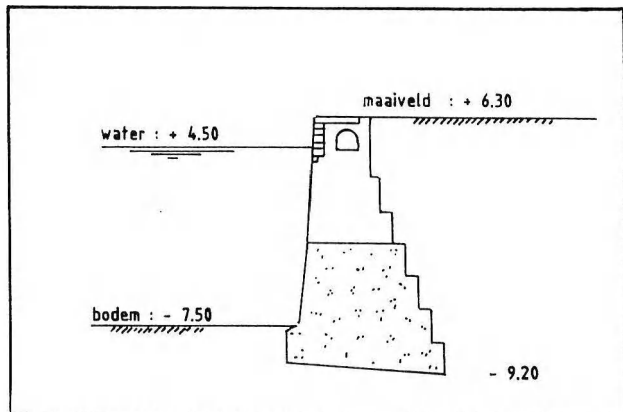 maaiveld : + 6.30
water : + 4.50
bodem : - 7.50
- 9.20